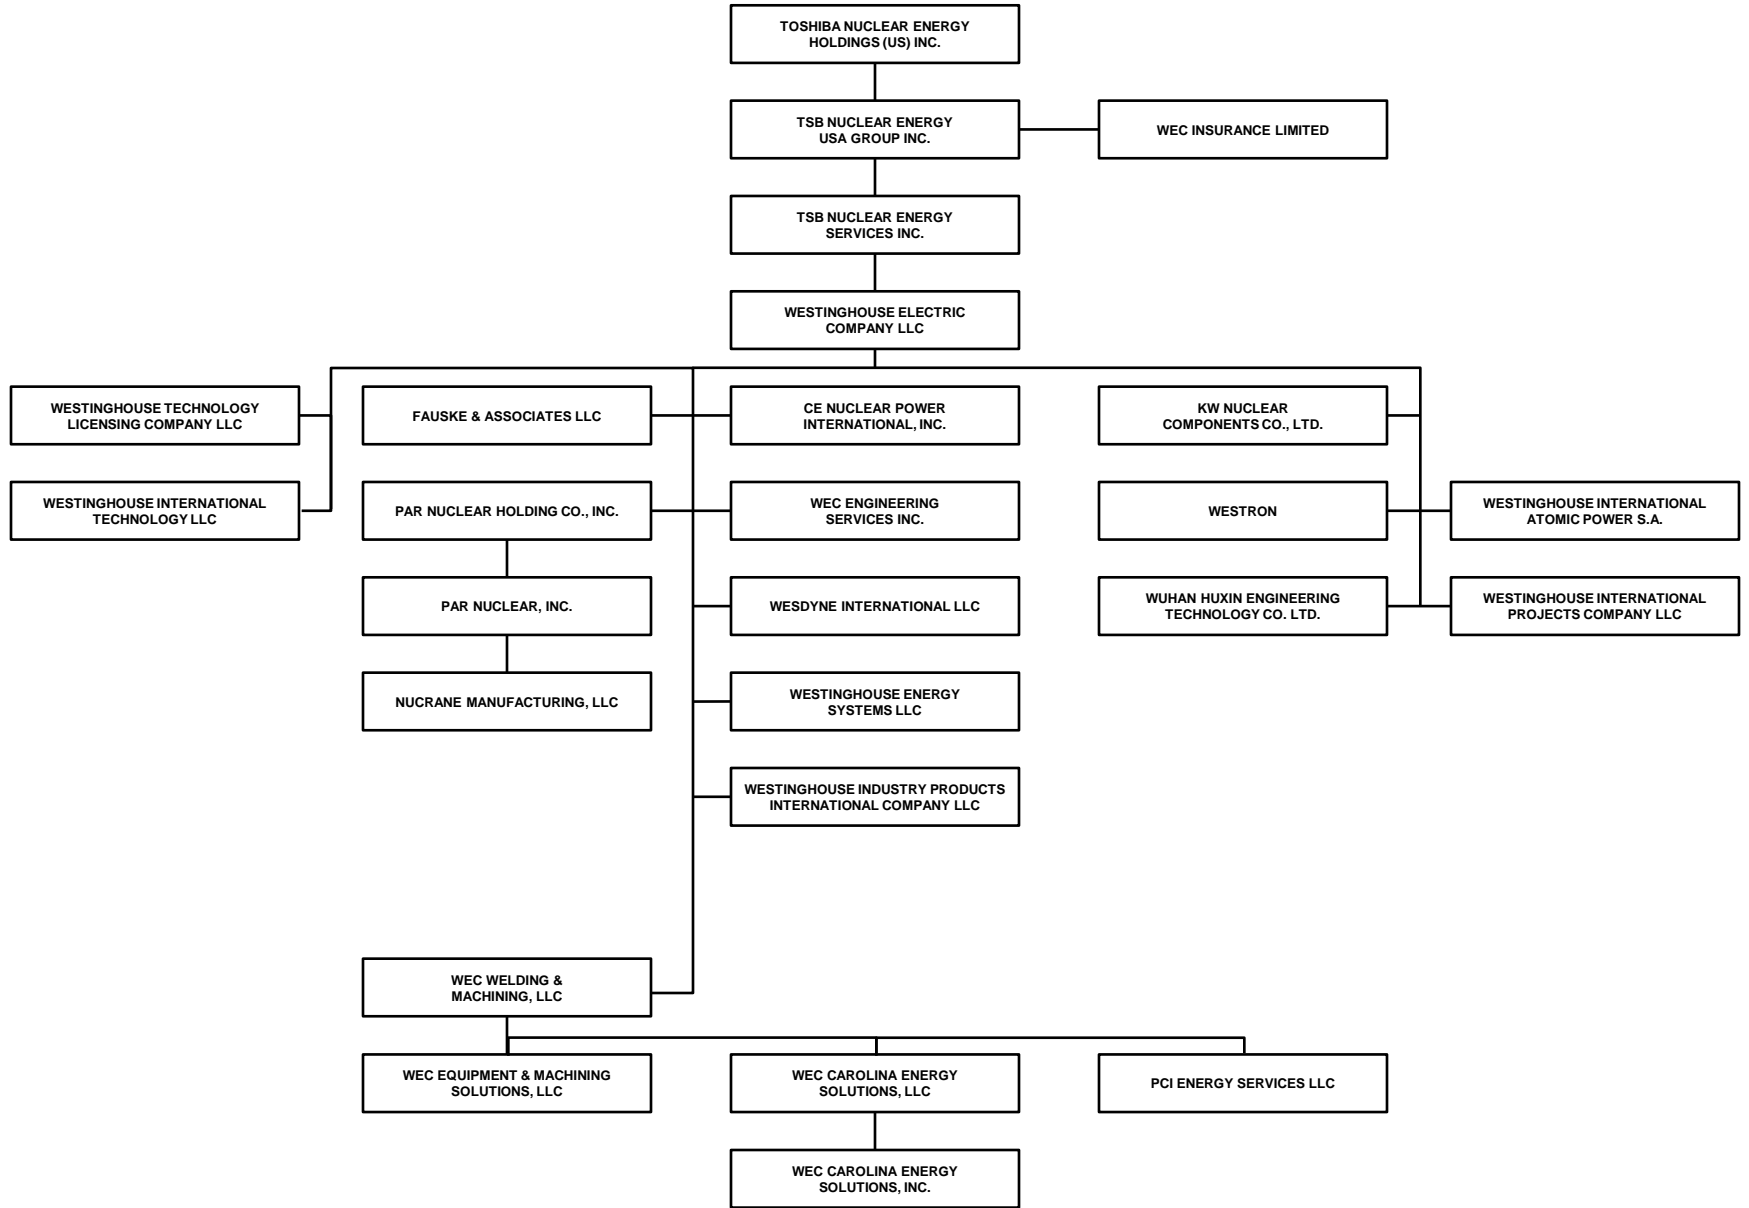 TOSHIBA NUCLEAR ENERGY
HOLDINGS (US) INC.
TSB NUCLEAR ENERGY
USA GROUP INC.
WEC INSURANCE LIMITED
TSB NUCLEAR ENERGY
SERVICES INC.
WESTINGHOUSE ELECTRIC
COMPANY LLC
WESTINGHOUSE TECHNOLOGY
LICENSING COMPANY LLC
FAUSKE & ASSOCIATES LLC
CE NUCLEAR POWER
INTERNATIONAL, INC.
KW NUCLEAR
COMPONENTS CO., LTD.
WESTINGHOUSE INTERNATIONAL
TECHNOLOGY LLC
PAR NUCLEAR HOLDING CO., INC.
WEC ENGINEERING
SERVICES INC.
WESTRON
WESTINGHOUSE INTERNATIONAL
ATOMIC POWER S.A.
PAR NUCLEAR, INC.
WESDYNE INTERNATIONAL LLC
WUHAN HUXIN ENGINEERING
TECHNOLOGY CO. LTD.
WESTINGHOUSE INTERNATIONAL
PROJECTS COMPANY LLC
NUCRANE MANUFACTURING, LLC
WESTINGHOUSE ENERGY
SYSTEMS LLC
WESTINGHOUSE INDUSTRY PRODUCTS
INTERNATIONAL COMPANY LLC
WEC WELDING &
MACHINING, LLC
WEC EQUIPMENT & MACHINING
SOLUTIONS, LLC
WEC CAROLINA ENERGY
SOLUTIONS, LLC
PCI ENERGY SERVICES LLC
WEC CAROLINA ENERGY
SOLUTIONS, INC.